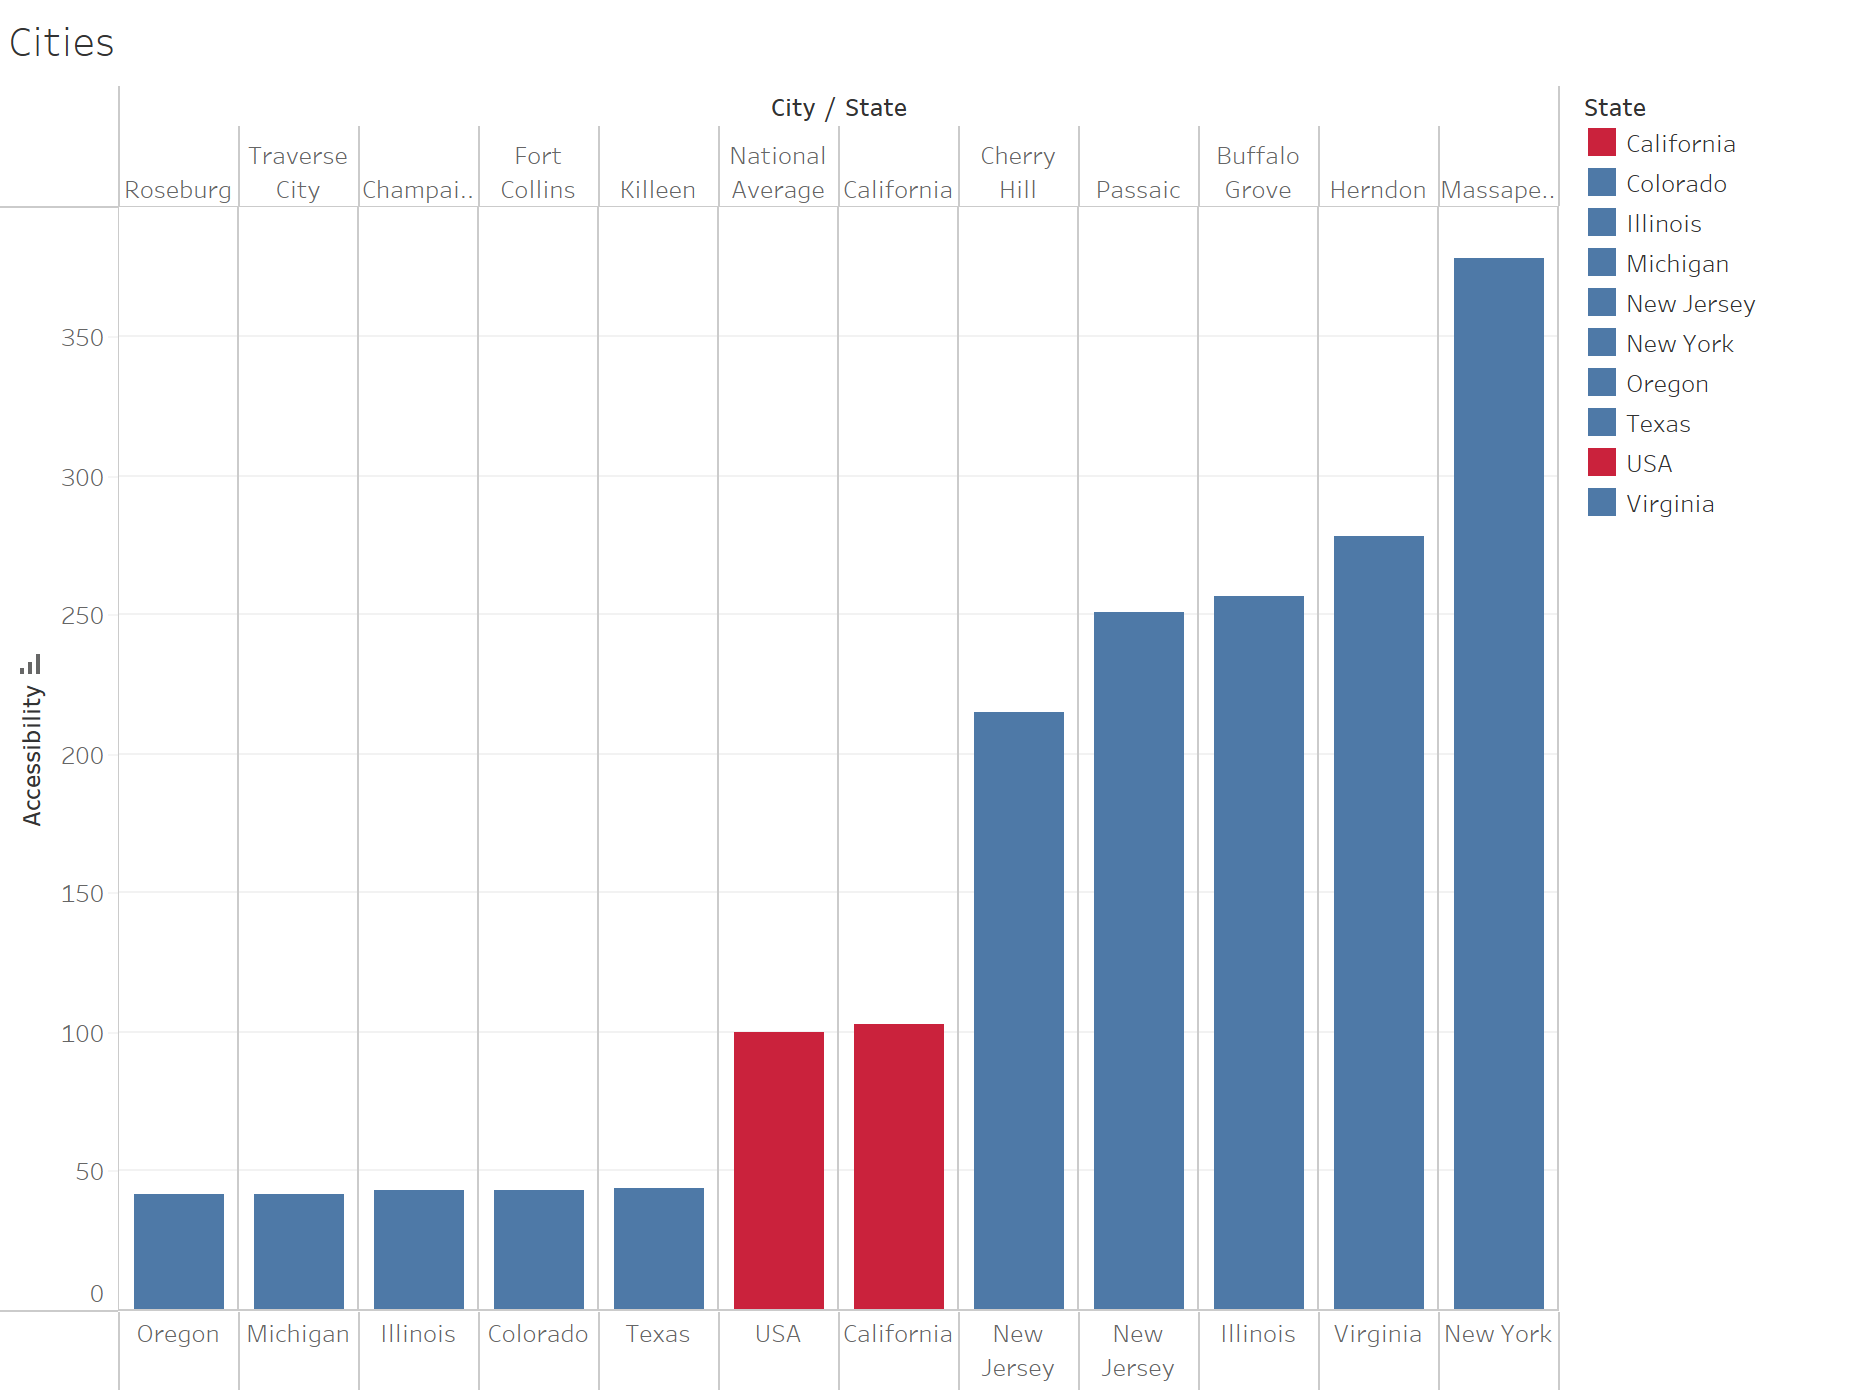 Cities
City / State
Roseburg
Traverse
City
Champai..
Fort
Collins
Killeen
National
Average
California
Cherry
Hill
Passaic
Buffalo
Grove
Herndon
Massape..
350
300
250
200
150
100
50
0
Accessibility
Oregon
Michigan
Illinois
Colorado
Texas
USA
California
New
Jersey
New
Jersey
Illinois
Virginia
New York
State
California
Colorado
Illinois
Michigan
New Jersey
New York
Oregon
Texas
USA
Virginia